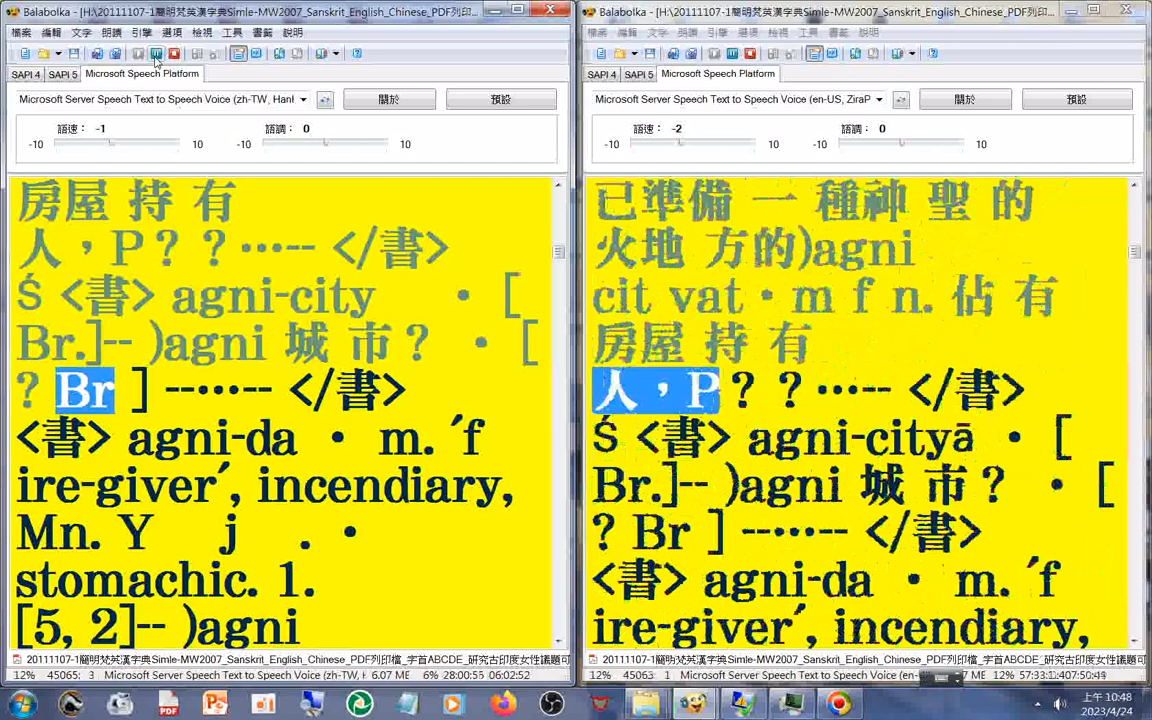 Balabolka - [H:\20111107-1簡明梵英漢字典Simle-MW2007_Sanskrit_English_Chinese_PDF列印...
檔案 編輯 文字 朗讀 引擎 選項 檢視 工具 書籤 說明
SAPI 4 SAPI 5 Microsoft Speech Platform
Microsoft Server Speech Text to Speech Voice (zh-TW, Hanl
關於 預設
語速： -1 語調： 0
-10 10 -10 10
房屋 持 有
人，P？？…-- </書>
Ś <書> agni-city • [
Br.]-- )agni 城 市？ • [
? Br ] --…-- </書>
<書> agni-da • m. ´f
ire-giver´, incendiary,
Mn. Y j . •
stomachic. 1.
[5, 2]-- )agni
20111107-1簡明梵英漢字典Simle-MW2007_Sanskrit_English_Chinese_PDF列印檔_字首ABCDE_研究古印度女性議題可
12% 45065: 3 Microsoft Server Speech Text to Speech Voice (zh-TW, H 6.07 MB 6% 28:00:55 06:02:52
Balabolka - [H:\20111107-1簡明梵英漢字典Simle-MW2007_Sanskrit_English_Chinese_PDF列印...
檔案 編輯 文字 朗讀 引擎 選項 檢視 工具 書籤 說明
SAPI 4 SAPI 5 Microsoft Speech Platform
Microsoft Server Speech Text to Speech Voice (en-US, ZiraP
關於 預設
語速： -2 語調： 0
-10 10 -10 10
已準備 一 種神 聖 的
火地 方的)agni
cit vat • m f n. 佔 有
房屋 持 有
人，P？？…-- </書>
Ś <書> agni-cityā • [
Br.]-- )agni 城 市？ • [
? Br ] --…-- </書>
<書> agni-da • m. ´f
ire-giver´, incendiary,
20111107-1簡明梵英漢字典Simle-MW2007_Sanskrit_English_Chinese_PDF列印檔_字首ABCDE_研究古印度女性議題可
12% 45063: 1 Microsoft Server Speech Text to Speech Voice 12%
上午 10:48
2023/4/24